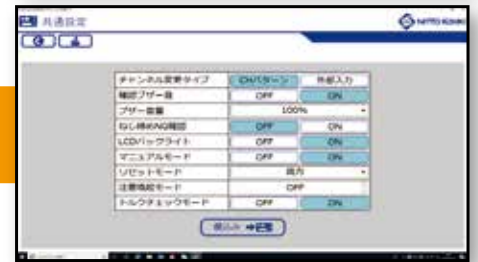 共通設定
NITTO KOHKI
チャンネル変更タイプ CHパターン 外部入力
確認ブザー音 OFF ON
ブザー音量 100%
ねじ締めNG確認 OFF ON
LCDバックライト OFF ON
マニュアルモード OFF ON
リセットモード 両方
注意喚起モード OFF
トルクチェックモード OFF ON